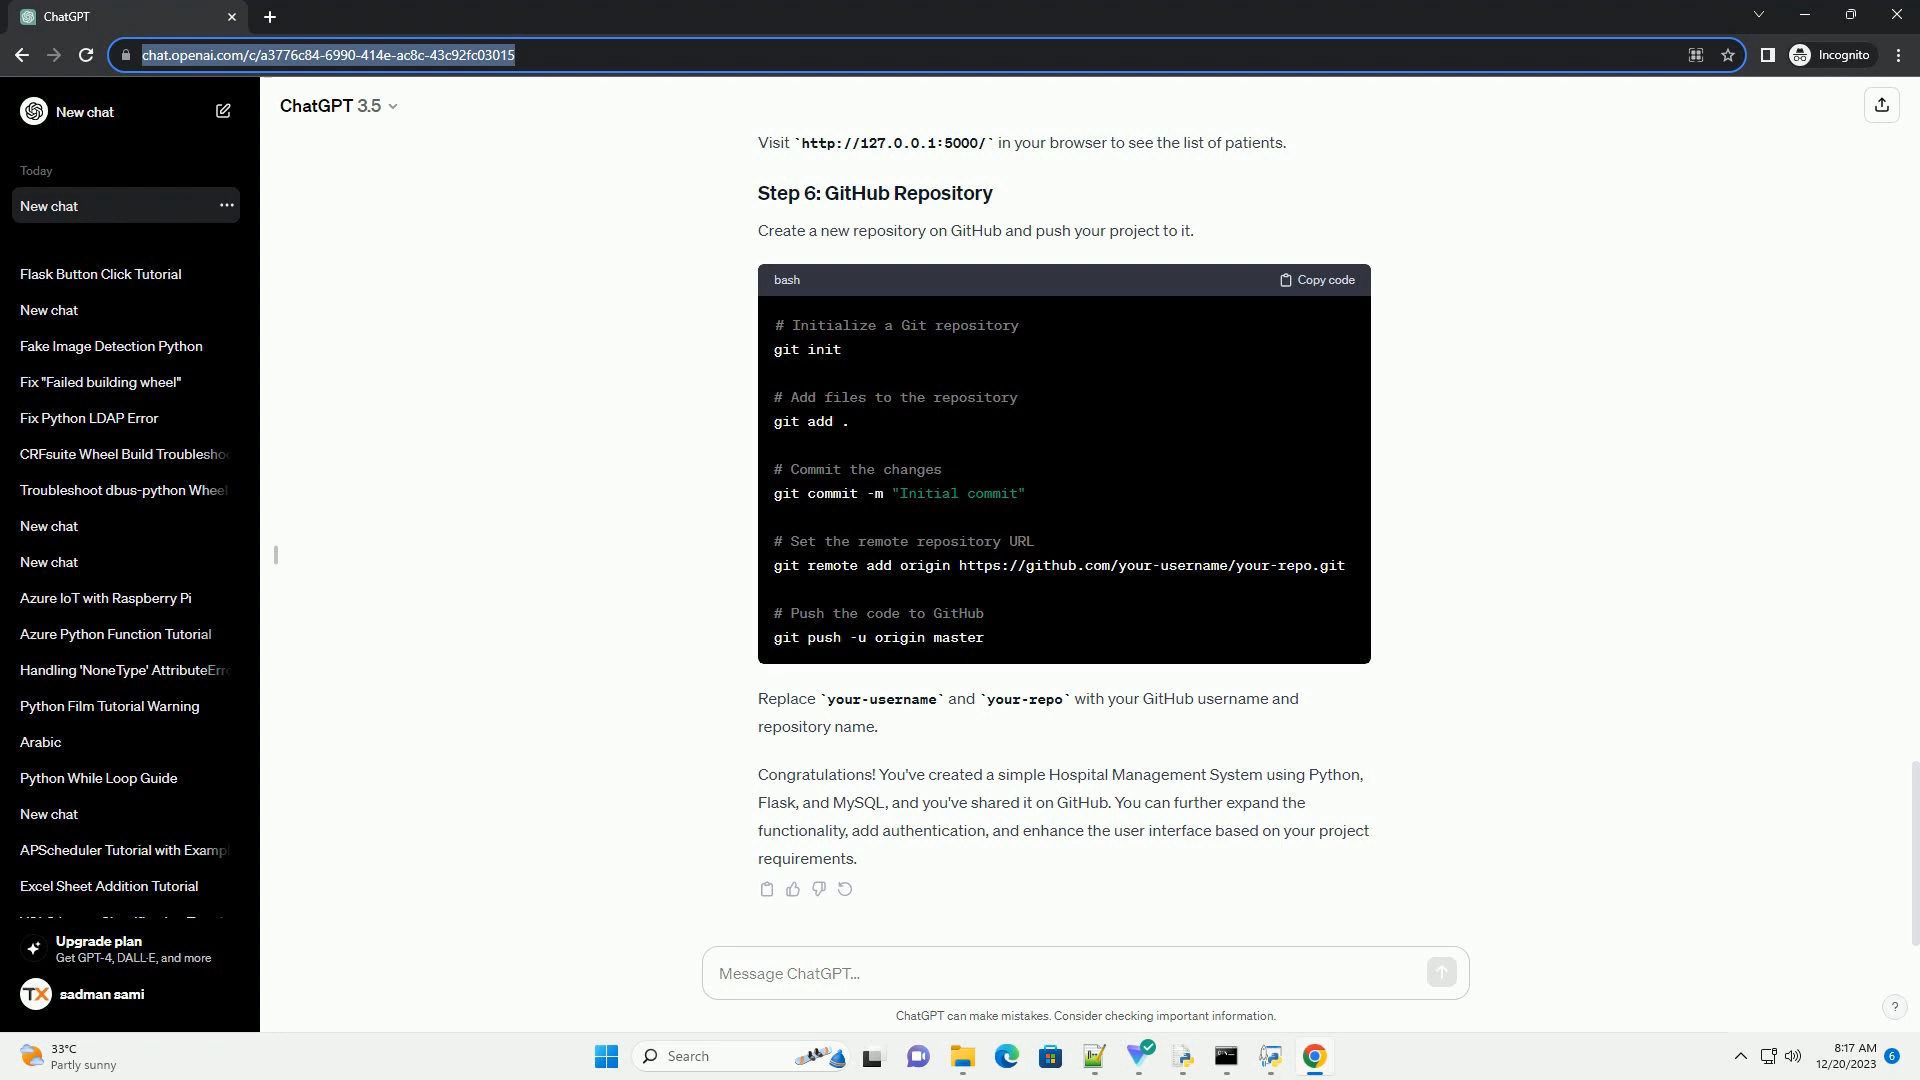 ChatGPT
chat.openai.com/c/a3776c84-6990-414e-ac8c-43c92fc03015
Incognito
New chat
Today
New chat
Flask Button Click Tutorial
New chat
Fake Image Detection Python
Fix "Failed building wheel"
Fix Python LDAP Error
CRFsuite Wheel Build Troublesho
Troubleshoot dbus-python Wheel
New chat
New chat
Azure IoT with Raspberry Pi
Azure Python Function Tutorial
Handling 'NoneType' AttributeErr
Python Film Tutorial Warning
Arabic
Python While Loop Guide
New chat
APScheduler Tutorial with Examp
Excel Sheet Addition Tutorial
Upgrade plan
Get GPT-4, DALL·E, and more
TX sadman sami
ChatGPT 3.5
Visit `http://127.0.0.1:5000/` in your browser to see the list of patients.
Step 6: GitHub Repository
Create a new repository on GitHub and push your project to it.
bash Copy code
# Initialize a Git repository
git init
# Add files to the repository
git add .
# Commit the changes
git commit -m "Initial commit"
# Set the remote repository URL
git remote add origin https://github.com/your-username/your-repo.git
# Push the code to GitHub
git push -u origin master
Replace `your-username` and `your-repo` with your GitHub username and
repository name.
Congratulations! You've created a simple Hospital Management System using Python,
Flask, and MySQL, and you've shared it on GitHub. You can further expand the
functionality, add authentication, and enhance the user interface based on your project
requirements.
Message ChatGPT...
ChatGPT can make mistakes. Consider checking important information.
?
33°C
Partly sunny
Search
8:17 AM
12/20/2023
6